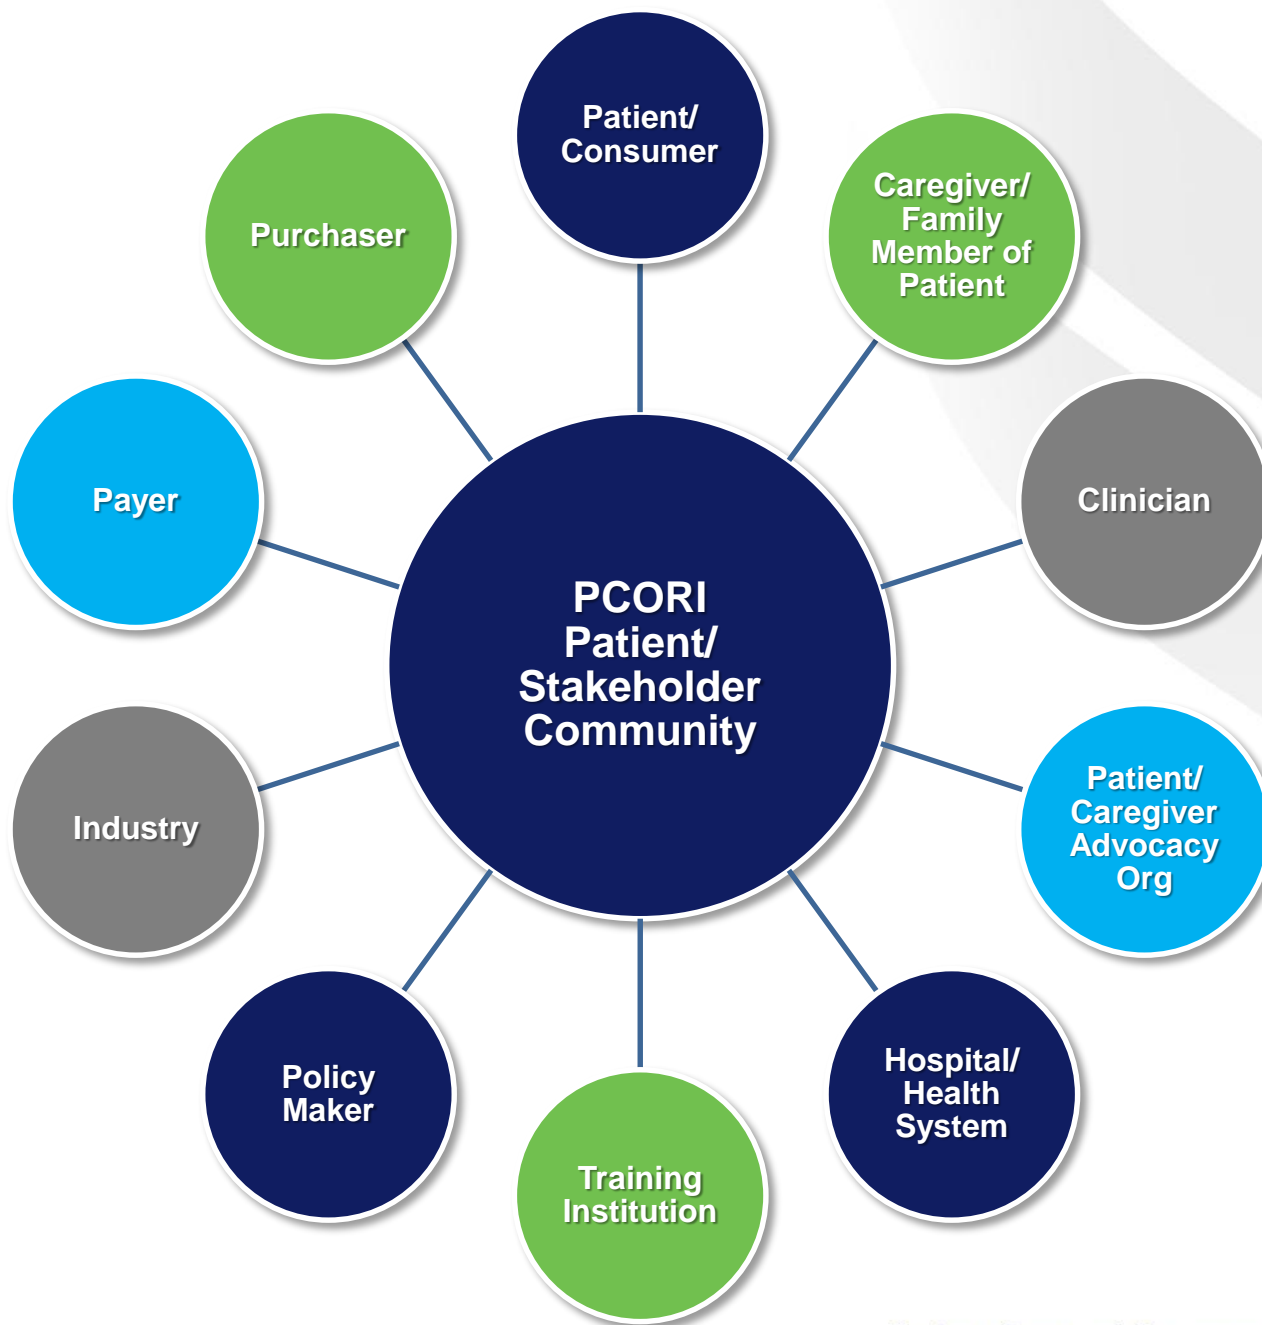 Patient/
Consumer
Caregiver/
Family
Member of
Patient
Clinician
Patient/
Caregiver
Advocacy
Org
Hospital/
Health
System
Training
Institution
Policy
Maker
Industry
Payer
Purchaser
PCORI
Patient/
Stakeholder
Community